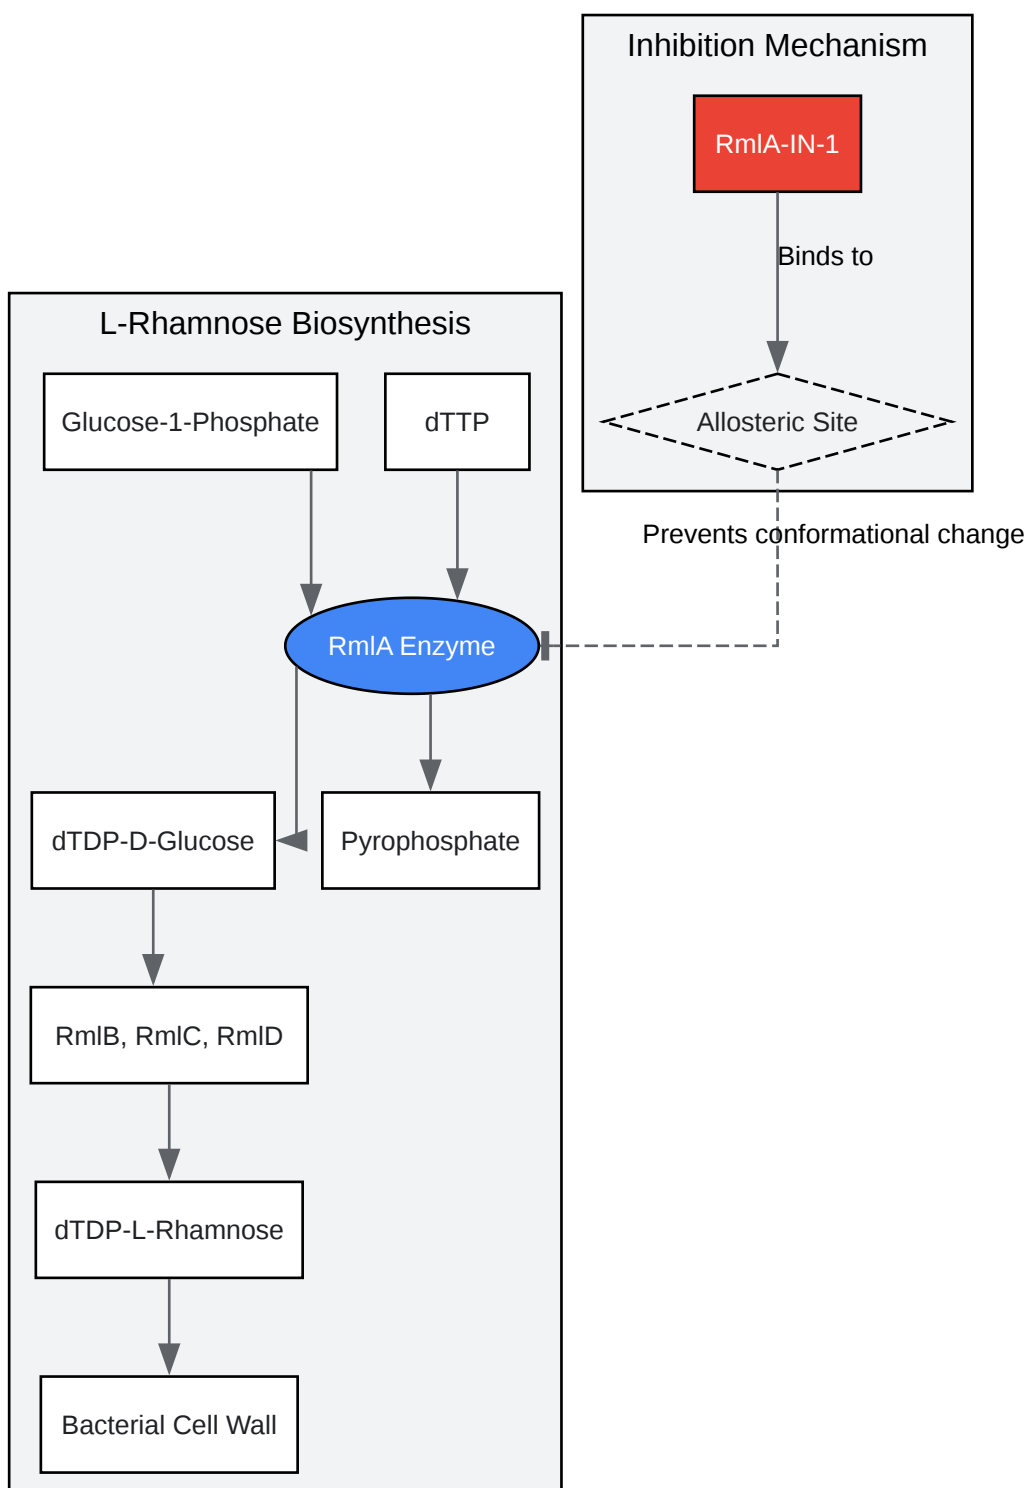 Inhibition Mechanism
RmlA-IN-1
Binds to
Allosteric Site
Prevents conformational change
L-Rhamnose Biosynthesis
Glucose-1-Phosphate
dTTP
RmlA Enzyme
dTDP-D-Glucose
Pyrophosphate
RmlB, RmlC, RmlD
dTDP-L-Rhamnose
Bacterial Cell Wall